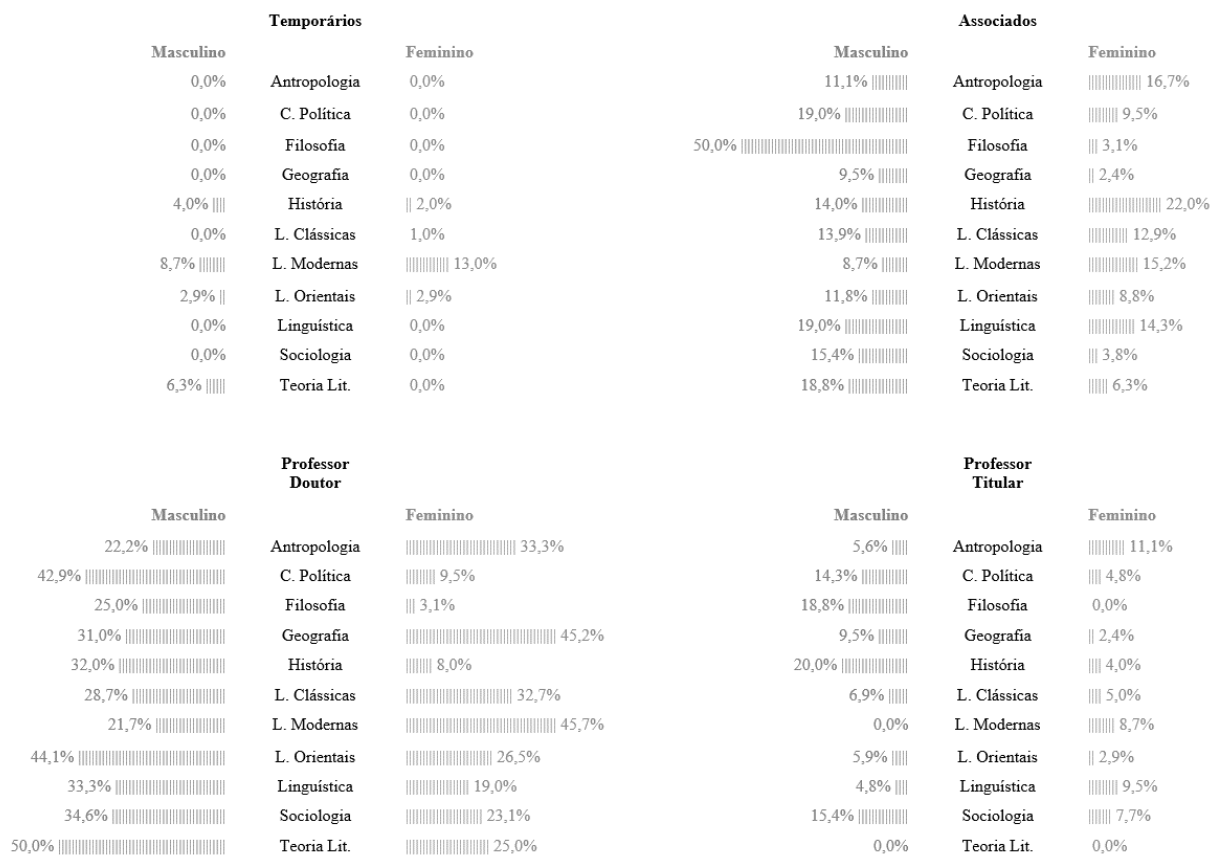 Temporários
Masculino Feminino
0,0% Antropologia 0,0%
0,0% C. Política 0,0%
0,0% Filosofia 0,0%
0,0% Geografia 0,0%
4,0% História 2,0%
0,0% L. Clássicas 1,0%
8,7% L. Modernas 13,0%
2,9% L. Orientais 2,9%
0,0% Linguística 0,0%
0,0% Sociologia 0,0%
6,3% Teoria Lit. 0,0%
Associados
Masculino Feminino
11,1% Antropologia 16,7%
19,0% C. Política 9,5%
50,0% Filosofia 3,1%
9,5% Geografia 2,4%
14,0% História 22,0%
13,9% L. Clássicas 12,9%
8,7% L. Modernas 15,2%
11,8% L. Orientais 8,8%
19,0% Linguística 14,3%
15,4% Sociologia 3,8%
18,8% Teoria Lit. 6,3%
Professor
Doutor
Masculino Feminino
22,2% Antropologia 33,3%
42,9% C. Política 9,5%
25,0% Filosofia 3,1%
31,0% Geografia 45,2%
32,0% História 8,0%
28,7% L. Clássicas 32,7%
21,7% L. Modernas 45,7%
44,1% L. Orientais 26,5%
33,3% Linguística 19,0%
34,6% Sociologia 23,1%
50,0% Teoria Lit. 25,0%
Professor
Titular
Masculino Feminino
5,6% Antropologia 11,1%
14,3% C. Política 4,8%
18,8% Filosofia 0,0%
9,5% Geografia 2,4%
20,0% História 4,0%
6,9% L. Clássicas 5,0%
0,0% L. Modernas 8,7%
5,9% L. Orientais 2,9%
4,8% Linguística 9,5%
15,4% Sociologia 7,7%
0,0% Teoria Lit. 0,0%